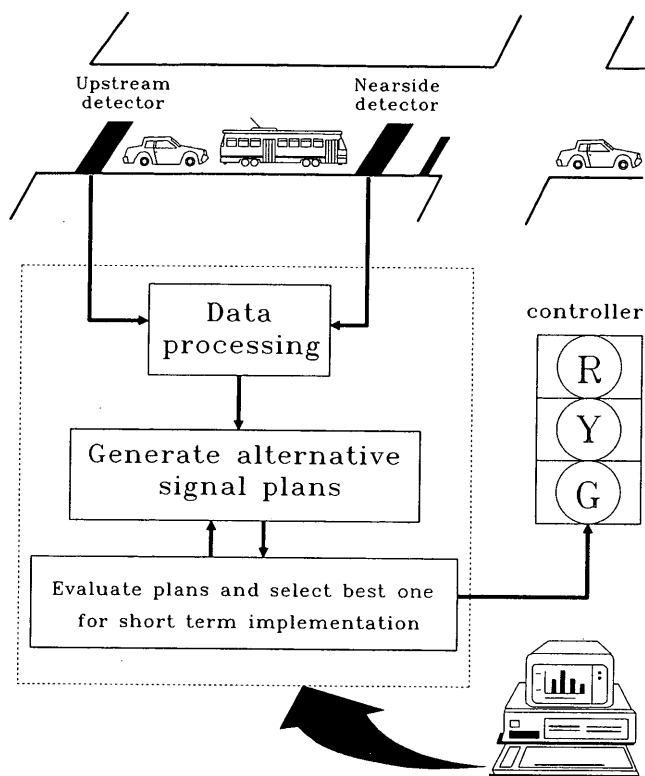 Upstream
detector
Nearside
detector
Data
processing
controller
R
Y
G
Generate alternative
signal plans
Evaluate plans and select best one
for short term implementation